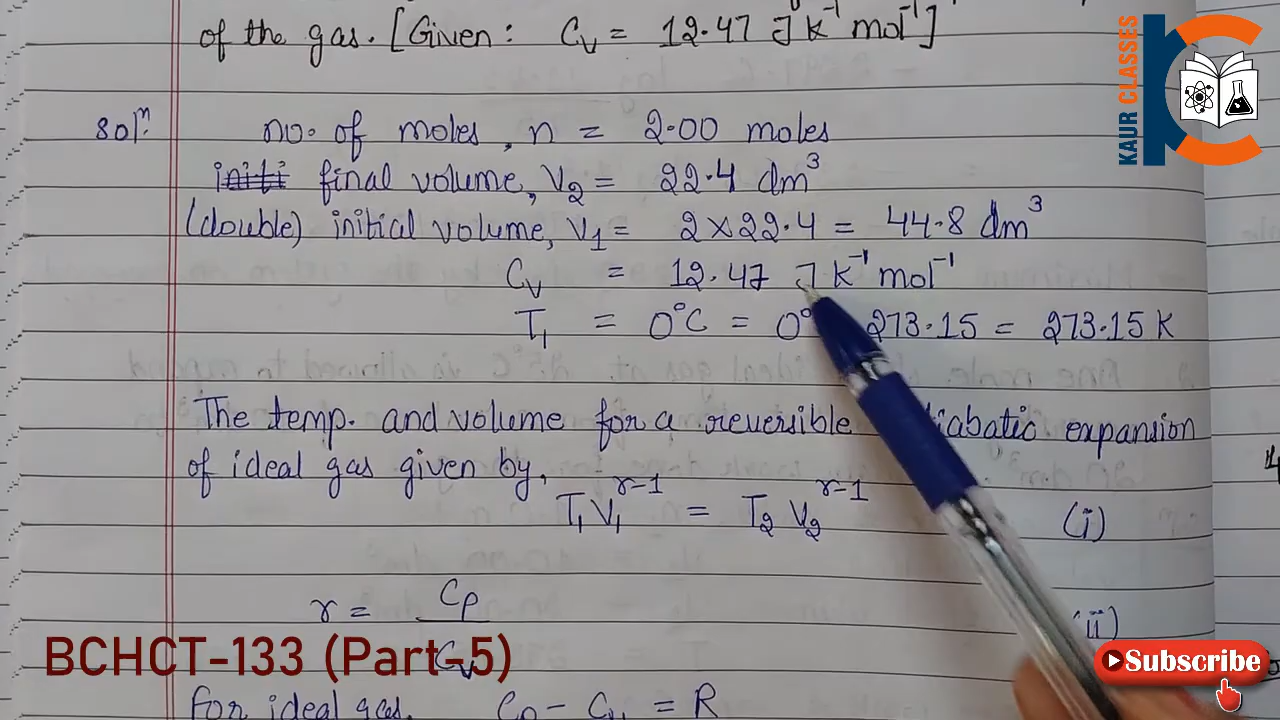 of the gas. [Given: Cv = 12.47 J K⁻¹ mol⁻¹]
KAUR CLASSES
Solⁿ.
no. of moles, n = 2.00 moles
final volume, V₂ = 22.4 dm³
(double) initial volume, V₁ = 2×22.4 = 44.8 dm³
Cv = 12.47 J K⁻¹ mol⁻¹
T₁ = 0°C = 0° 273.15 = 273.15 K
The temp. and volume for a reversible diabatic expansion
of ideal gas given by,
T₁V₁^(r-1) = T₂V₂^(r-1) (i)
r = Cp
(ii)
BCHCT-133 (Part-5)
Cv
Subscribe
for ideal gas, Cp - Cv = R